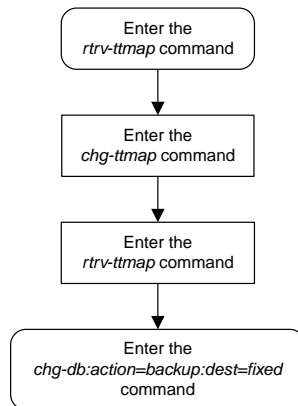 Enter the
rtrv-ttmap command
Enter the
chg-ttmap command
Enter the
rtrv-ttmap command
Enter the
chg-db:action=backup:dest=fixed
command